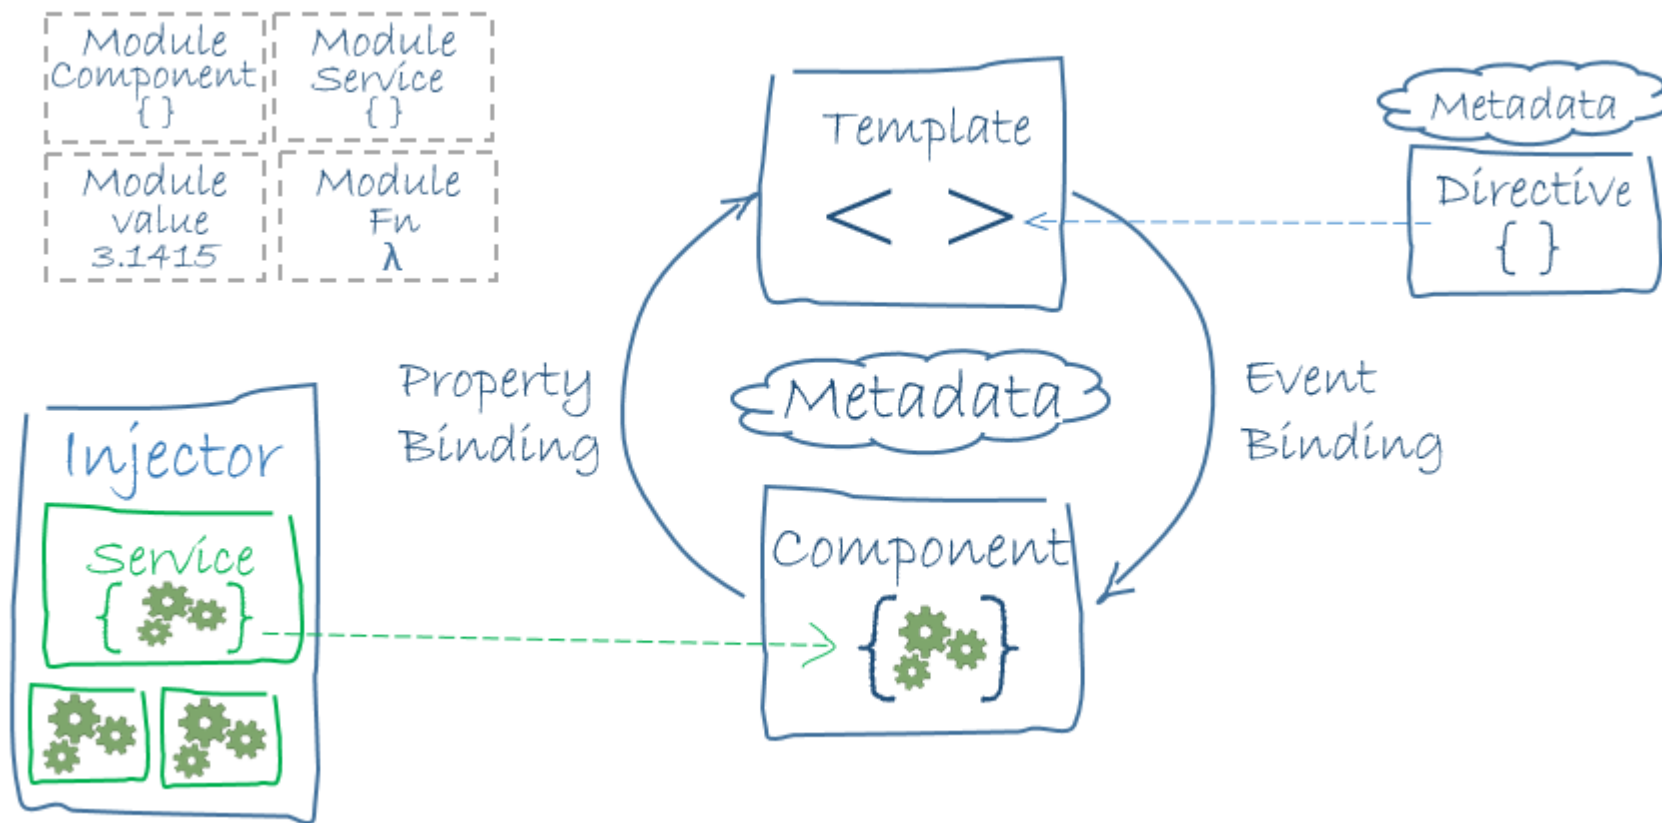 Module
Component
{ }
Module
Service
{ }
Module
value
3.1415
Module
Fn
λ
Template
< >
Metadata
Directive
{ }
Property
Binding
Metadata
Event
Binding
Injector
Service
{ }
Component
{ }